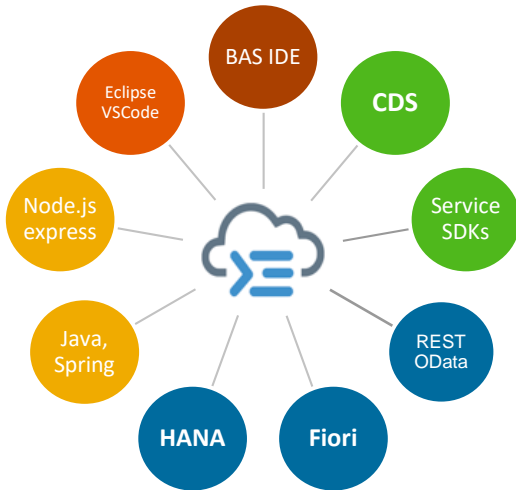 BAS IDE
CDS
Service
SDKs
REST
OData
Fiori
HANA
Java,
Spring
Node.js
express
Eclipse
VSCode